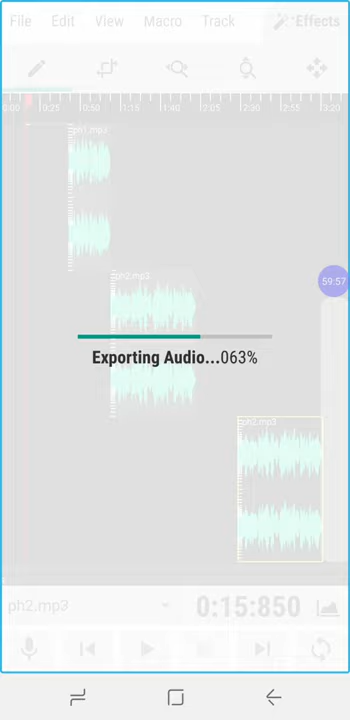 File Edit View Macro Track Effects
0:00 0:25 0:50 1:15 1:40 2:05 2:30 2:55 3:20
ph1.mp3
ph2.mp3
59:57
Exporting Audio...063%
ph2.mp3
ph2.mp3 0:15:850